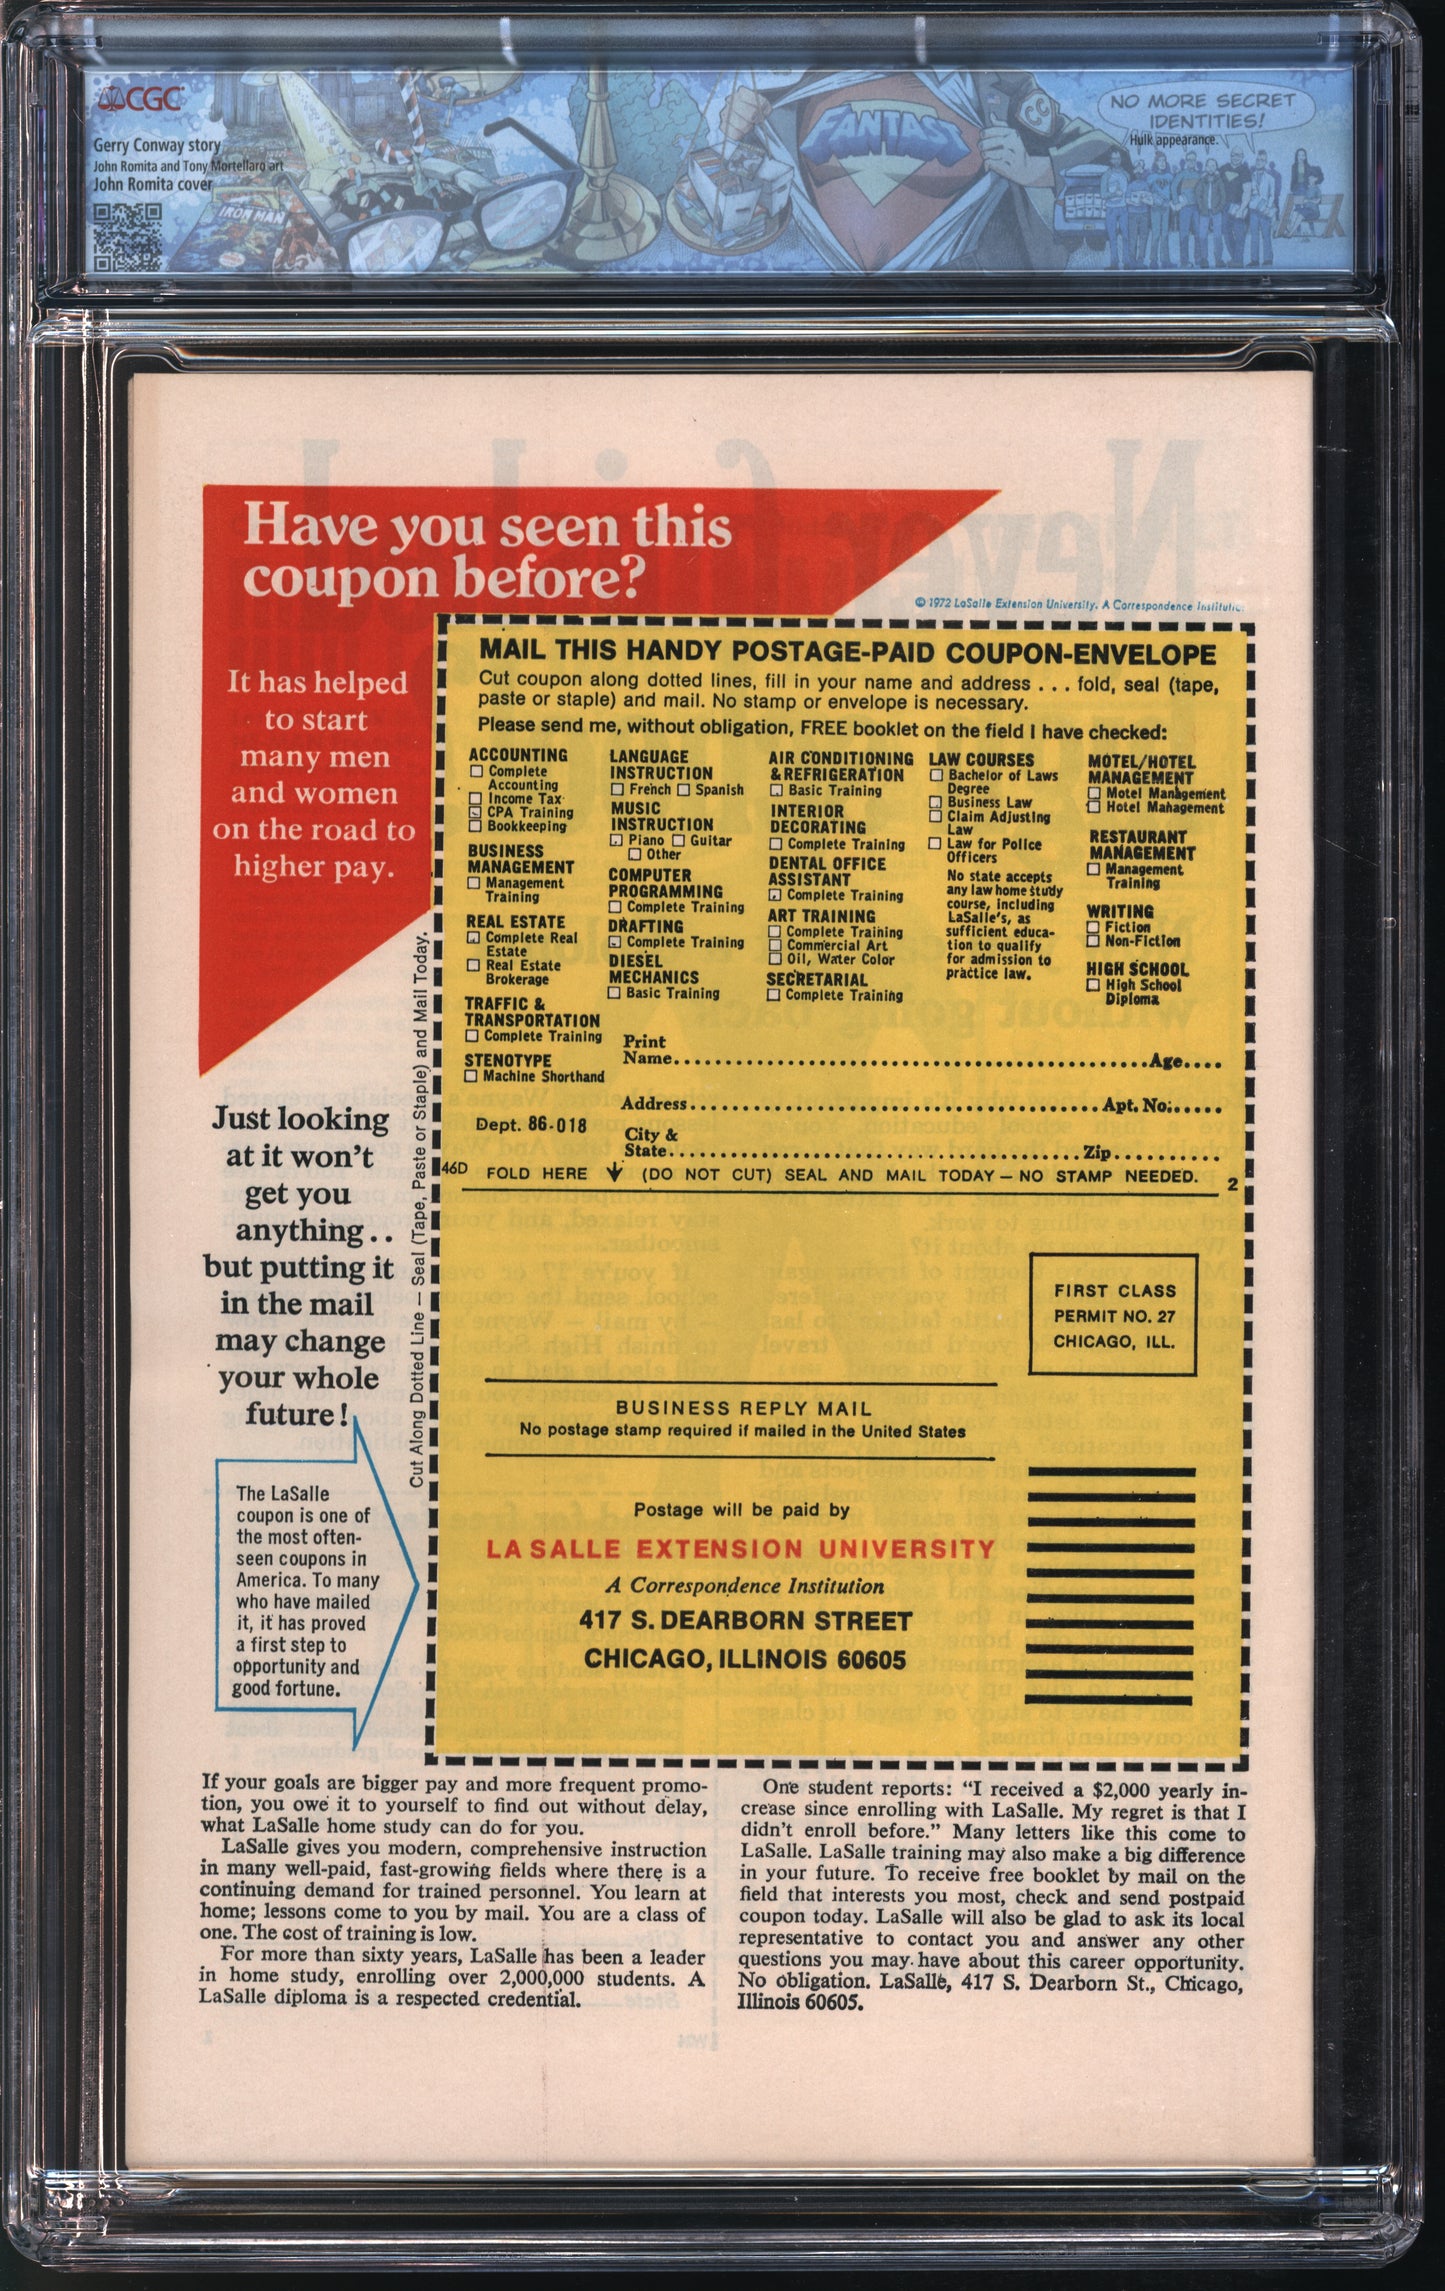 CGC
Gerry Conway story
John Romita and Tony Mortellaro art
John Romita cover
IRON MAN
FANTAST
CC
NO MORE SECRET
IDENTITIES!
Hulk appearance.
Have you seen this
coupon before?
It has helped
to start
many men
and women
on the road to
higher pay.
© 1972 LaSalle Extension University. A Correspondence Institution
MAIL THIS HANDY POSTAGE-PAID COUPON-ENVELOPE
Cut coupon along dotted lines, fill in your name and address . . . fold, seal (tape,
paste or staple) and mail. No stamp or envelope is necessary.
Please send me, without obligation, FREE booklet on the field I have checked:
ACCOUNTING
Complete
Accounting
Income Tax
CPA Training
Bookkeeping
BUSINESS
MANAGEMENT
Management
Training
REAL ESTATE
Complete Real
Estate
Real Estate
Brokerage
TRAFFIC &
TRANSPORTATION
Complete Training
STENOTYPE
Machine Shorthand
LANGUAGE
INSTRUCTION
French Spanish
MUSIC
INSTRUCTION
Piano Guitar
Other
COMPUTER
PROGRAMMING
Complete Training
DRAFTING
Complete Training
DIESEL
MECHANICS
Basic Training
AIR CONDITIONING
& REFRIGERATION
Basic Training
INTERIOR
DECORATING
Complete Training
DENTAL OFFICE
ASSISTANT
Complete Training
ART TRAINING
Complete Training
Commercial Art
Oil, Water Color
SECRETARIAL
Complete Training
LAW COURSES
Bachelor of Laws
Degree
Business Law
Claim Adjusting
Law
Law for Police
Officers
No state accepts
any law home study
course, including
LaSalle's, as
sufficient educa-
tion to qualify
for admission to
practice law.
MOTEL/HOTEL
MANAGEMENT
Motel Management
Hotel Management
RESTAURANT
MANAGEMENT
Management
Training
WRITING
Fiction
Non-Fiction
HIGH SCHOOL
High School
Diploma
Print
Name Age
Address Apt. No.
Dept. 86-018
City &
State Zip
46D FOLD HERE (DO NOT CUT) SEAL AND MAIL TODAY – NO STAMP NEEDED. 2
Cut Along Dotted Line — Seal (Tape, Paste or Staple) and Mail Today.
Just looking
at it won't
get you
anything . .
but putting it
in the mail
may change
your whole
future!
The LaSalle
coupon is one of
the most often-
seen coupons in
America. To many
who have mailed
it, it has proved
a first step to
opportunity and
good fortune.
FIRST CLASS
PERMIT NO. 27
CHICAGO, ILL.
BUSINESS REPLY MAIL
No postage stamp required if mailed in the United States
Postage will be paid by
LA SALLE EXTENSION UNIVERSITY
A Correspondence Institution
417 S. DEARBORN STREET
CHICAGO, ILLINOIS 60605
If your goals are bigger pay and more frequent promo-
tion, you owe it to yourself to find out without delay,
what LaSalle home study can do for you.
LaSalle gives you modern, comprehensive instruction
in many well-paid, fast-growing fields where there is a
continuing demand for trained personnel. You learn at
home; lessons come to you by mail. You are a class of
one. The cost of training is low.
For more than sixty years, LaSalle has been a leader
in home study, enrolling over 2,000,000 students. A
LaSalle diploma is a respected credential.
One student reports: "I received a $2,000 yearly in-
crease since enrolling with LaSalle. My regret is that I
didn't enroll before." Many letters like this come to
LaSalle. LaSalle training may also make a big difference
in your future. To receive free booklet by mail on the
field that interests you most, check and send postpaid
coupon today. LaSalle will also be glad to ask its local
representative to contact you and answer any other
questions you may have about this career opportunity.
No obligation. LaSalle, 417 S. Dearborn St., Chicago,
Illinois 60605.